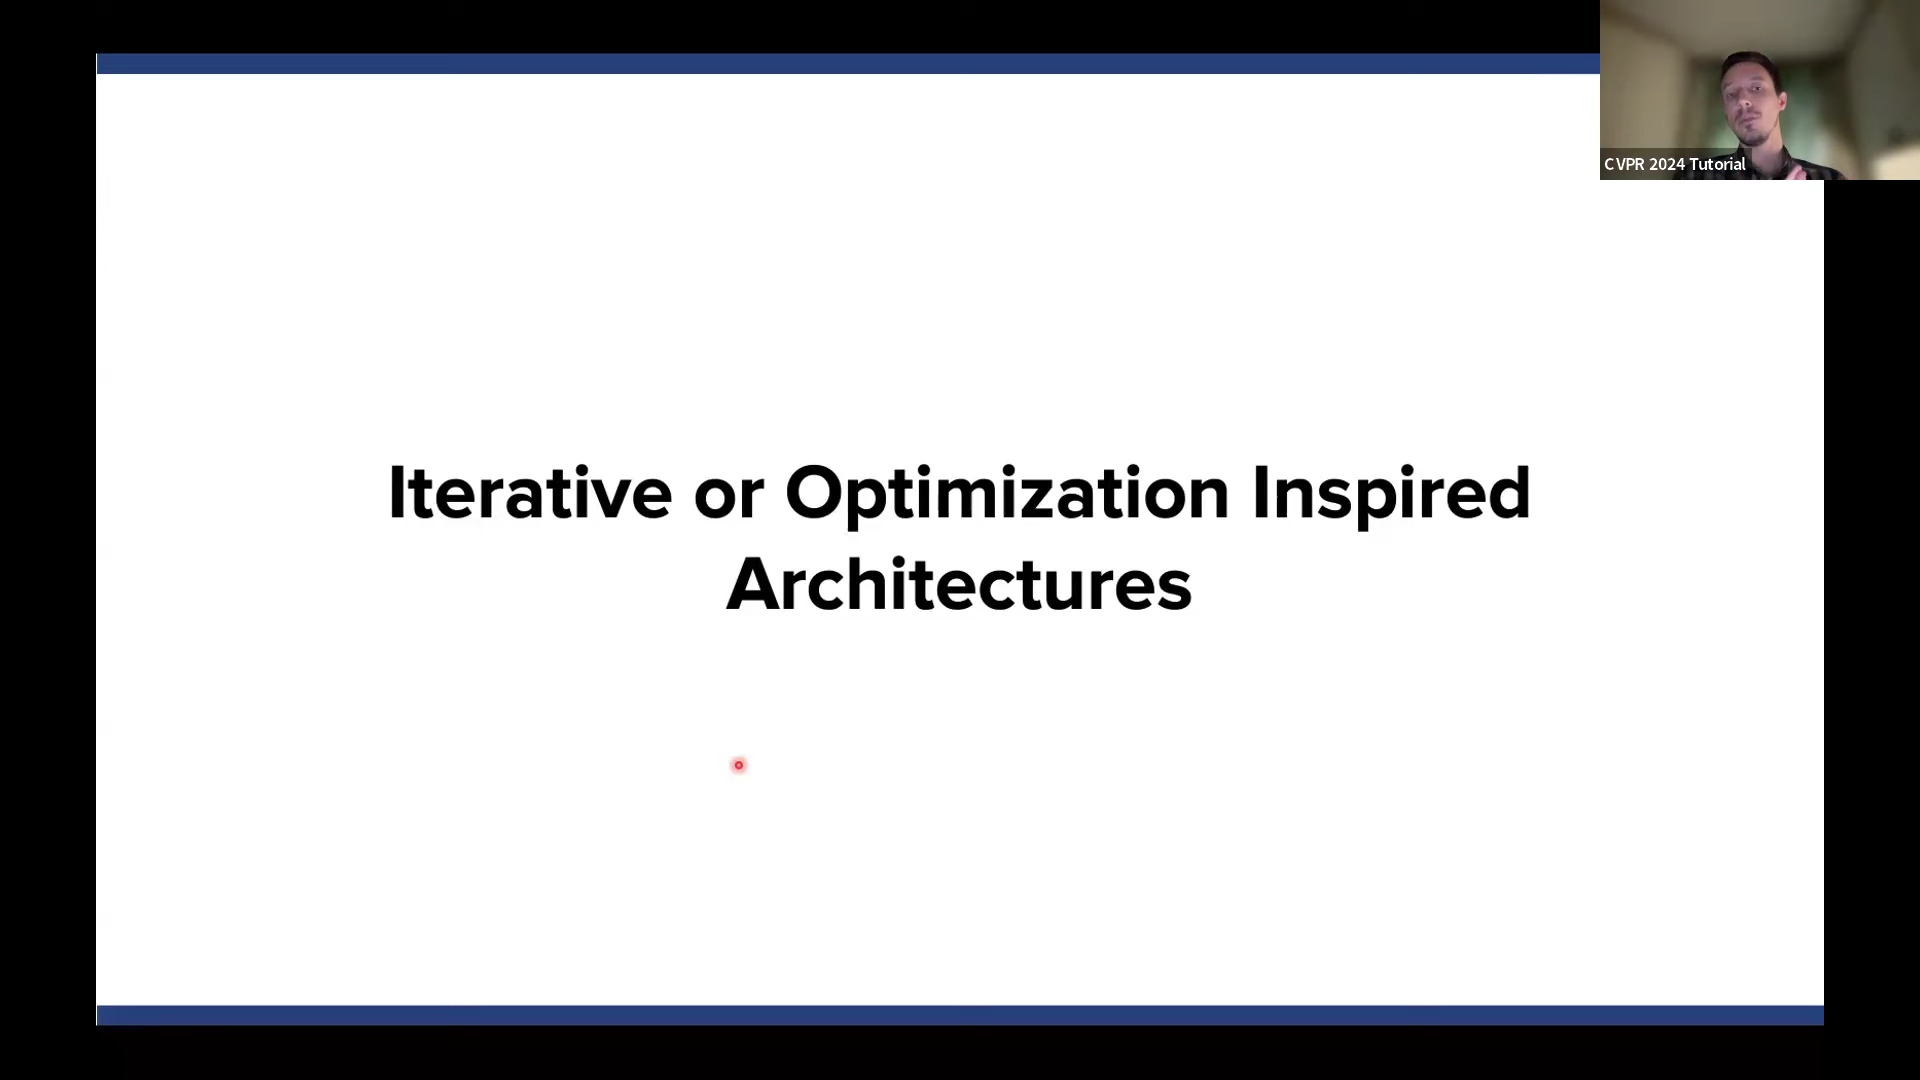 CVPR 2024 Tutorial
Iterative or Optimization Inspired
Architectures